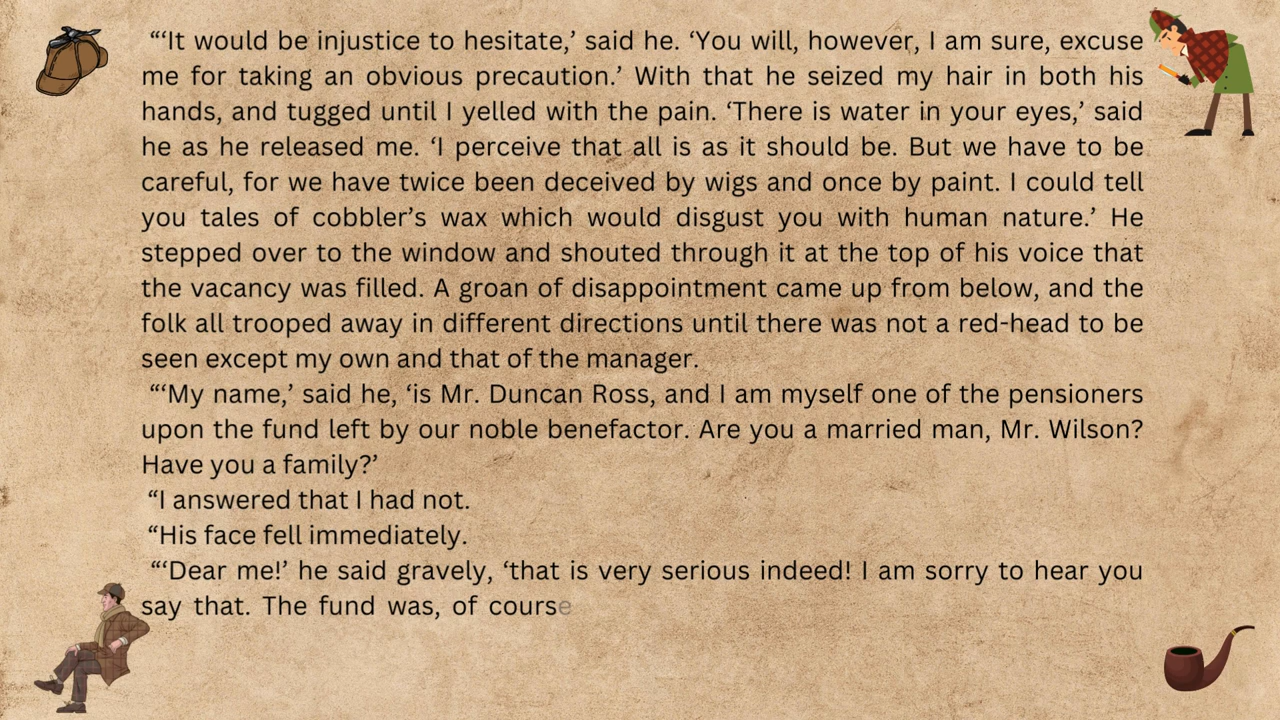 “‘It would be injustice to hesitate,’ said he. ‘You will, however, I am sure, excuse
me for taking an obvious precaution.’ With that he seized my hair in both his
hands, and tugged until I yelled with the pain. ‘There is water in your eyes,’ said
he as he released me. ‘I perceive that all is as it should be. But we have to be
careful, for we have twice been deceived by wigs and once by paint. I could tell
you tales of cobbler’s wax which would disgust you with human nature.’ He
stepped over to the window and shouted through it at the top of his voice that
the vacancy was filled. A groan of disappointment came up from below, and the
folk all trooped away in different directions until there was not a red-head to be
seen except my own and that of the manager.
“‘My name,’ said he, ‘is Mr. Duncan Ross, and I am myself one of the pensioners
upon the fund left by our noble benefactor. Are you a married man, Mr. Wilson?
Have you a family?’
“I answered that I had not.
“His face fell immediately.
“‘Dear me!’ he said gravely, ‘that is very serious indeed! I am sorry to hear you
say that. The fund was, of course